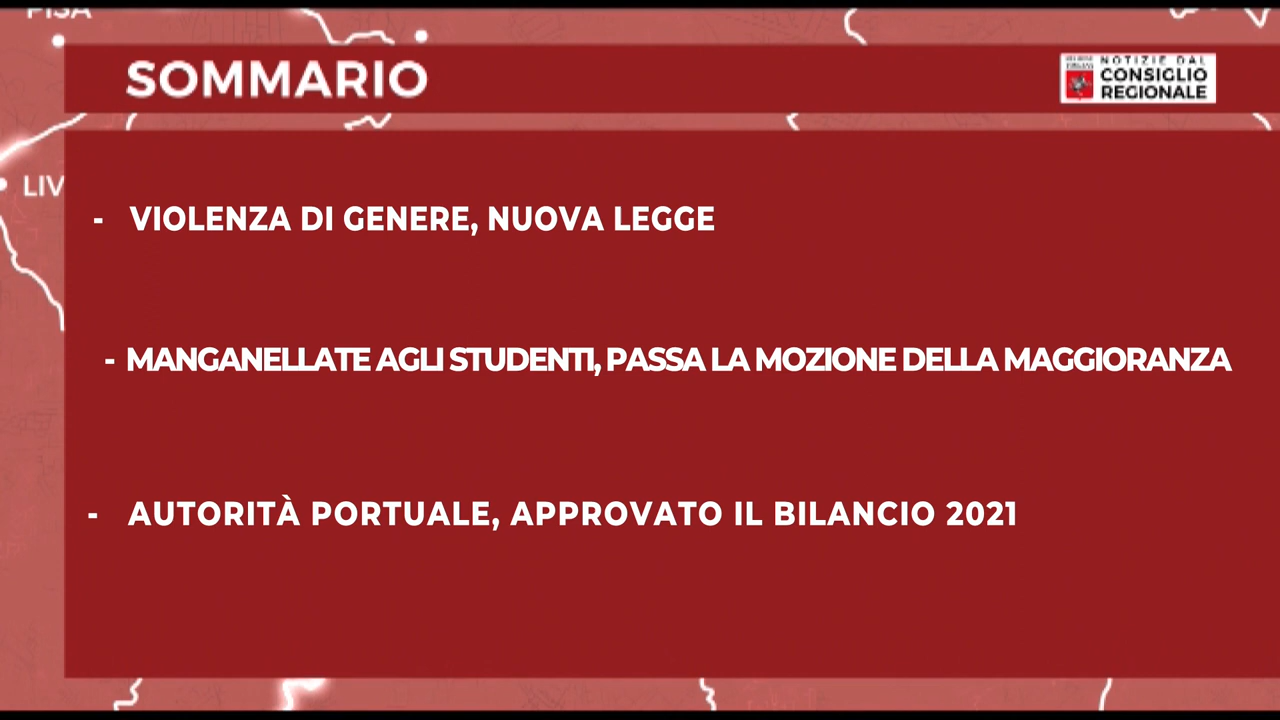 PISA
SOMMARIO
NOTIZIE DAL
CONSIGLIO
REGIONALE
LIV
- VIOLENZA DI GENERE, NUOVA LEGGE
- MANGANELLATE AGLI STUDENTI, PASSA LA MOZIONE DELLA MAGGIORANZA
- AUTORITÀ PORTUALE, APPROVATO IL BILANCIO 2021